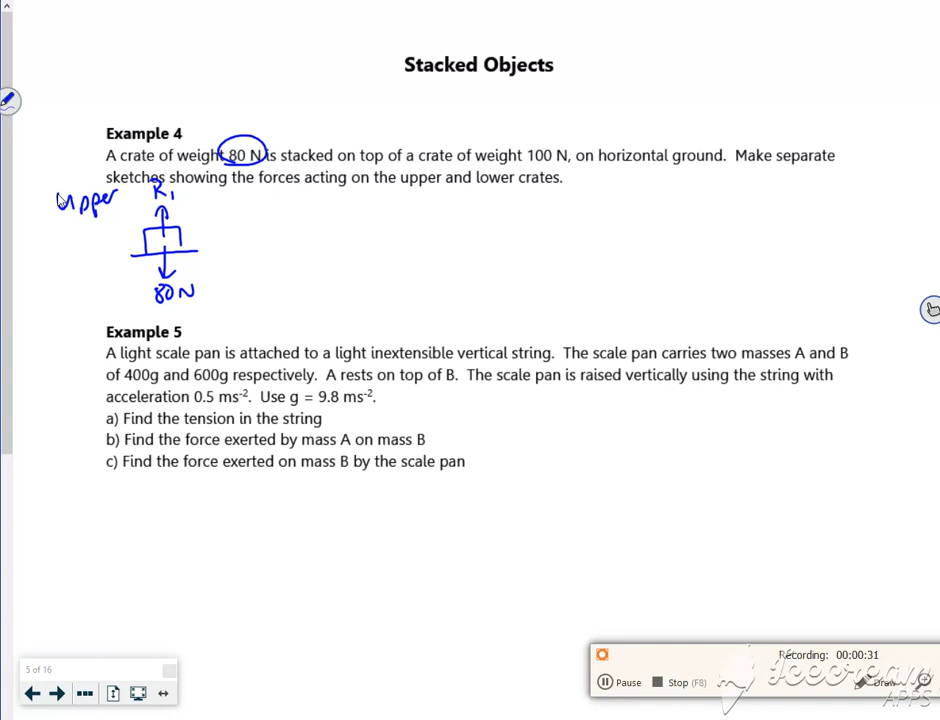 Stacked Objects
Example 4
A crate of weight 80 N is stacked on top of a crate of weight 100 N, on horizontal ground. Make separate
sketches showing the forces acting on the upper and lower crates.
Upper
R₁
80 N
Example 5
A light scale pan is attached to a light inextensible vertical string. The scale pan carries two masses A and B
of 400g and 600g respectively. A rests on top of B. The scale pan is raised vertically using the string with
acceleration 0.5 ms⁻². Use g = 9.8 ms⁻².
a) Find the tension in the string
b) Find the force exerted by mass A on mass B
c) Find the force exerted on mass B by the scale pan
5 of 16
Recording: 00:00:31
Pause Stop (F8) Draw
Icecream
APPS